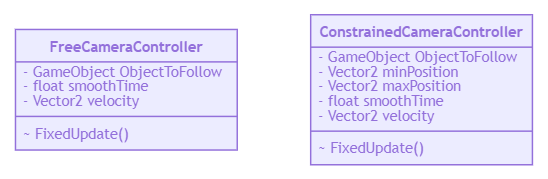 FreeCameraController
- GameObject ObjectToFollow
- float smoothTime
- Vector2 velocity
~ FixedUpdate()
ConstrainedCameraController
- GameObject ObjectToFollow
- Vector2 minPosition
- Vector2 maxPosition
- float smoothTime
- Vector2 velocity
~ FixedUpdate()